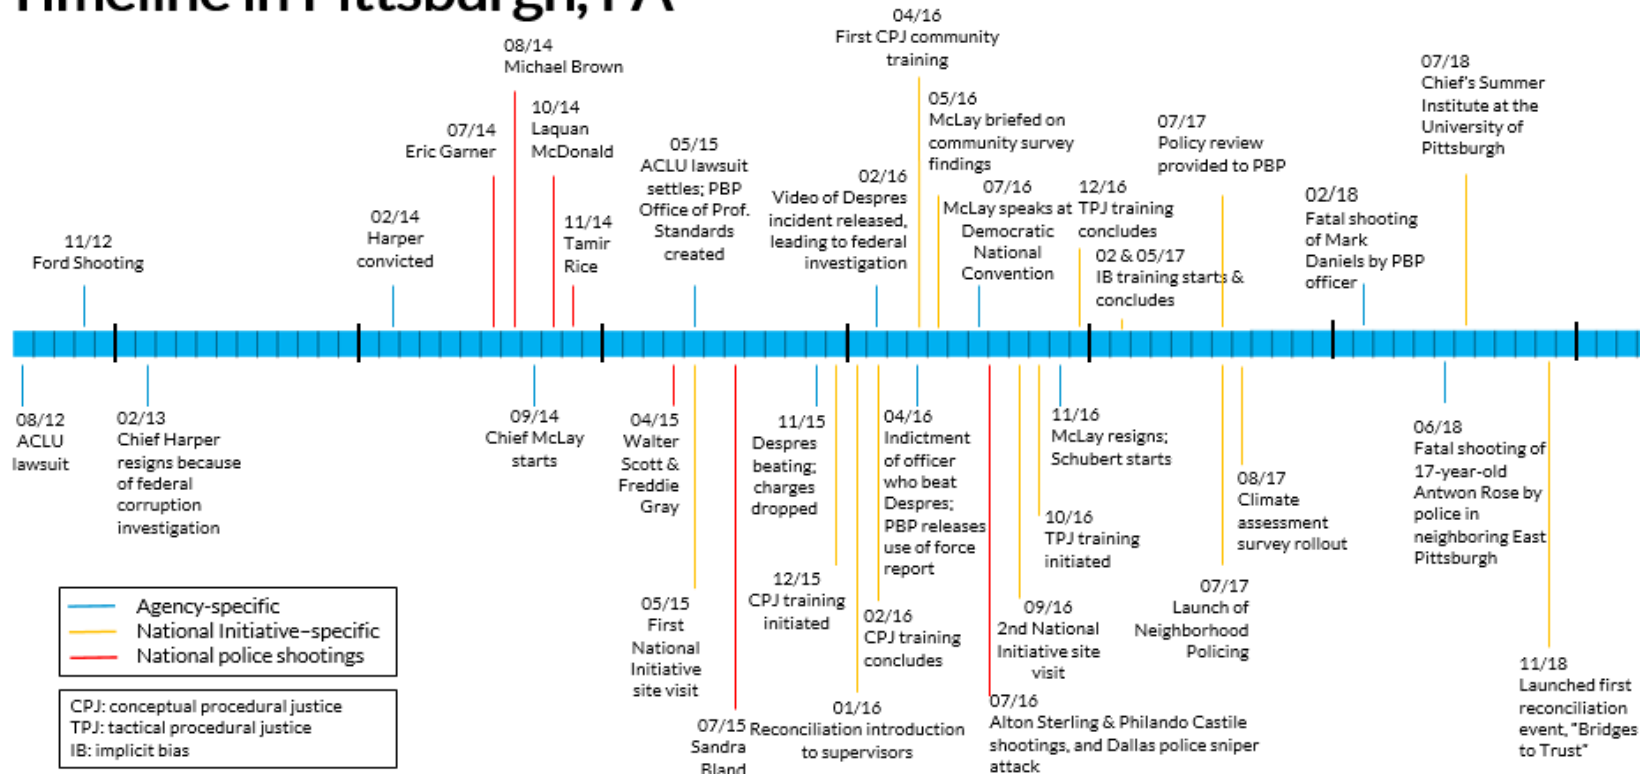 Timeline in Pittsburgh, PA
04/16
First CPJ community
training
08/14
Michael Brown
07/18
Chief's Summer
Institute at the
University of
Pittsburgh
05/16
McLay briefed on
community survey
findings
10/14
Laquan
McDonald
07/14
Eric Garner
07/17
Policy review
provided to PBP
05/15
ACLU lawsuit
settles; PBP
Office of Prof.
Standards
created
02/16
Video of Despres
incident released,
leading to federal
investigation
07/16
McLay speaks at
Democratic
National
Convention
12/16
TPJ training
concludes
02/18
Fatal shooting
of Mark
Daniels by PBP
officer
02/14
Harper
convicted
11/14
Tamir
Rice
11/12
Ford Shooting
02 & 05/17
IB training starts &
concludes
08/12
ACLU
lawsuit
02/13
Chief Harper
resigns because
of federal
corruption
investigation
09/14
Chief McLay
starts
04/15
Walter
Scott &
Freddie
Gray
11/15
Despres
beating;
charges
dropped
04/16
Indictment
of officer
who beat
Despres;
PBP releases
use of force
report
11/16
McLay resigns;
Schubert starts
06/18
Fatal shooting of
17-year-old
Antwon Rose by
police in
neighboring East
Pittsburgh
08/17
Climate
assessment
survey rollout
10/16
TPJ training
initiated
12/15
CPJ training
initiated
07/17
Launch of
Neighborhood
Policing
05/15
First
National
Initiative
site visit
02/16
CPJ training
concludes
09/16
2nd National
Initiative site
visit
11/18
Launched first
reconciliation
event, "Bridges
to Trust"
07/15
Sandra
Bland
01/16
Reconciliation introduction
to supervisors
07/16
Alton Sterling & Philando Castile
shootings, and Dallas police sniper
attack
Agency-specific
National Initiative–specific
National police shootings
CPJ: conceptual procedural justice
TPJ: tactical procedural justice
IB: implicit bias